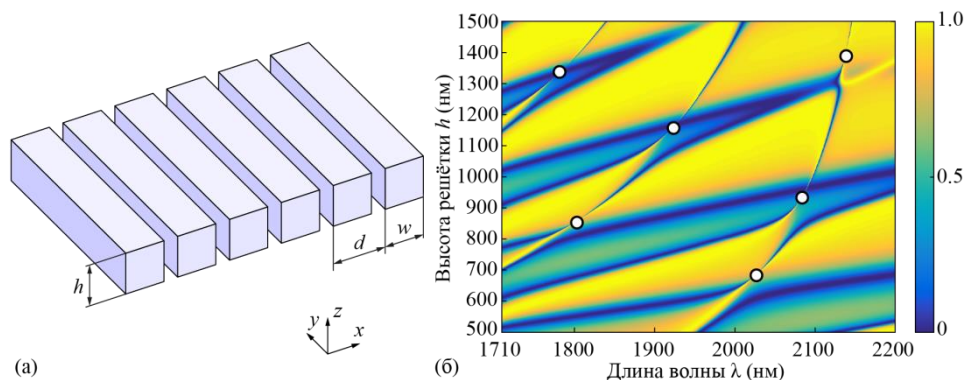 h
d
w
y
z
x
(а)
Высота решётки h (нм)
1500
1400
1300
1200
1100
1000
900
800
700
600
500
1710
1800
1900
2000
2100
2200
Длина волны λ (нм)
1.0
0.5
0
(б)